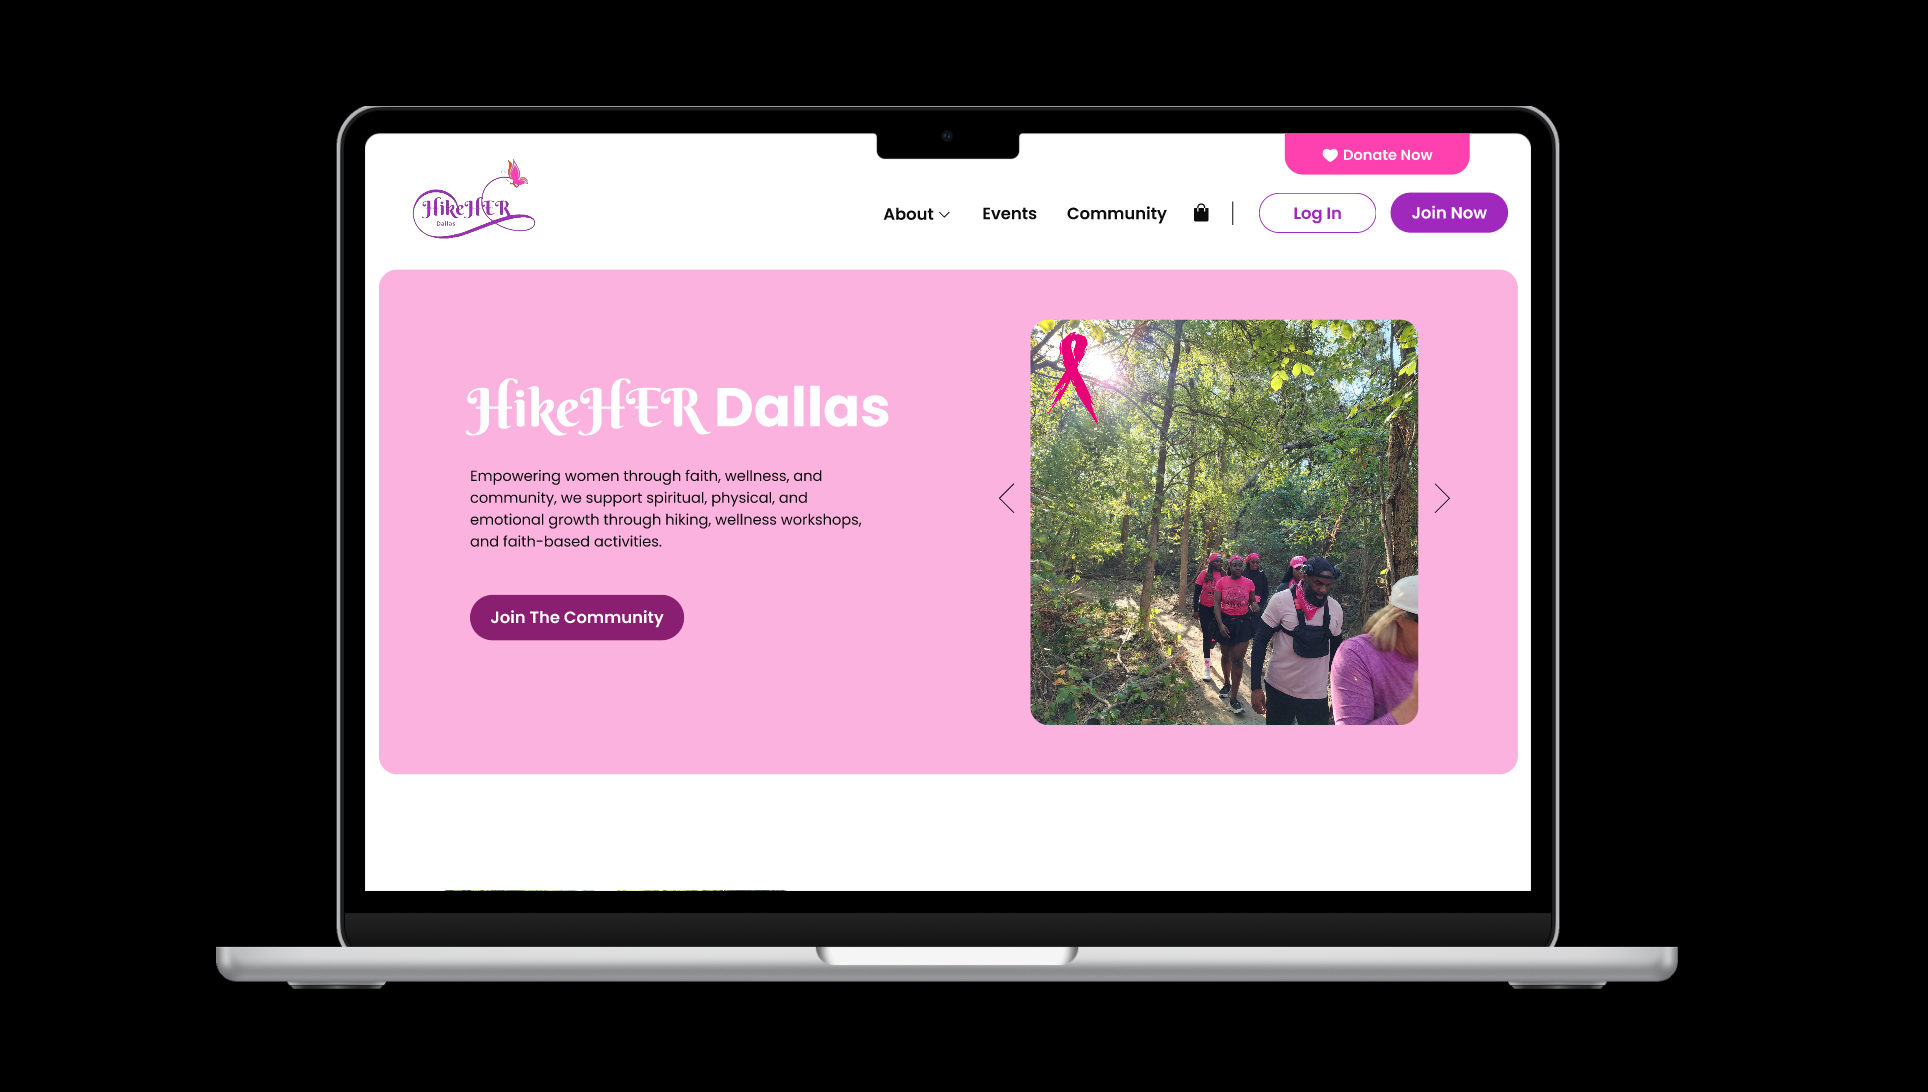 Donate Now
HikeHER
Dallas
About
Events
Community
Log In
Join Now
HikeHER Dallas
Empowering women through faith, wellness, and
community, we support spiritual, physical, and
emotional growth through hiking, wellness workshops,
and faith-based activities.
Join The Community